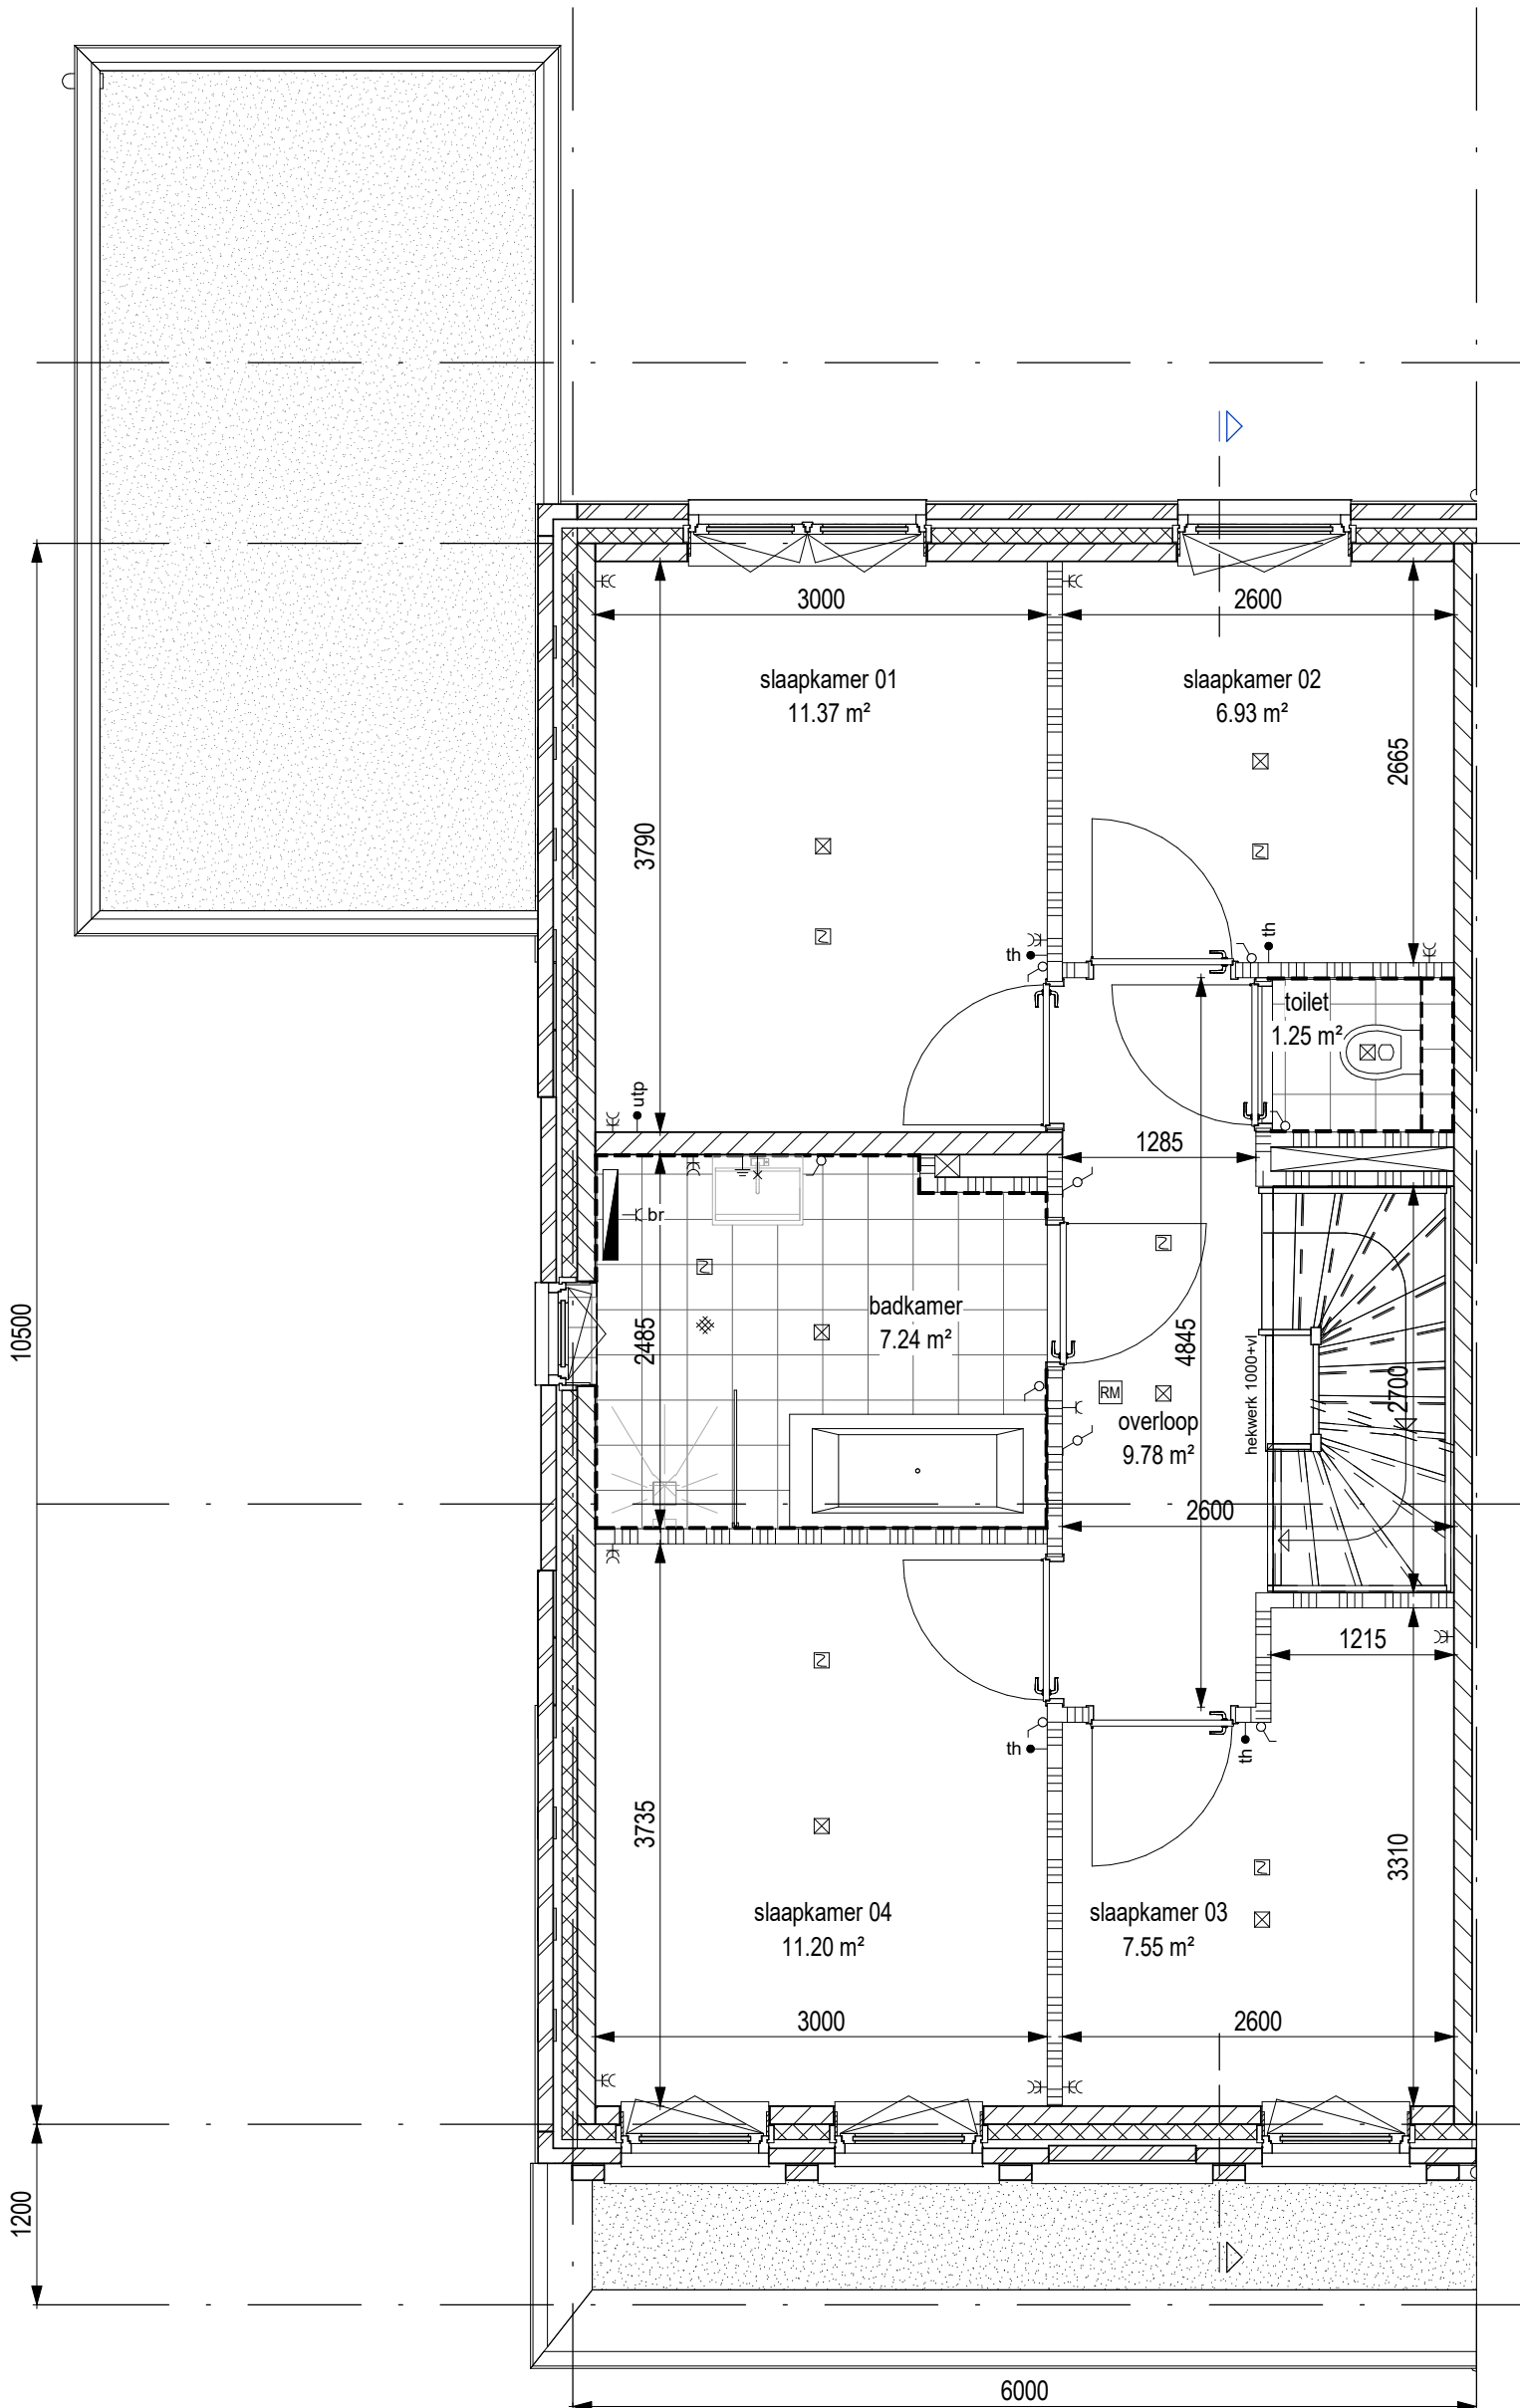 3000
2600
slaapkamer 01
11.37 m²
slaapkamer 02
6.93 m²
2665
3790
th
th
toilet
1.25 m²
utp
1285
br
badkamer
7.24 m²
2485
4845
10500
RM
overloop
9.78 m²
hekwerk 1000+vl
2700
2600
1215
th
th
3735
3310
slaapkamer 04
11.20 m²
slaapkamer 03
7.55 m²
3000
2600
1200
6000